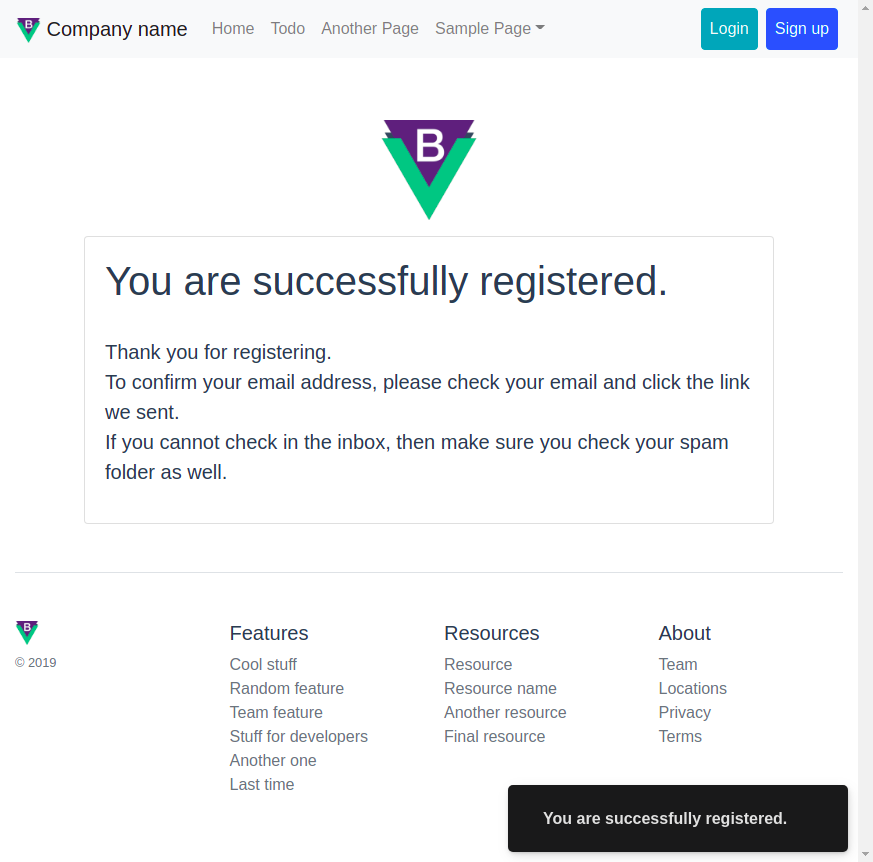 B Company name Home Todo Another Page Sample Page Login Sign up
B
You are successfully registered.
Thank you for registering.
To confirm your email address, please check your email and click the link
we sent.
If you cannot check in the inbox, then make sure you check your spam
folder as well.
B
© 2019
Features
Cool stuff
Random feature
Team feature
Stuff for developers
Another one
Last time
Resources
Resource
Resource name
Another resource
Final resource
About
Team
Locations
Privacy
Terms
You are successfully registered.